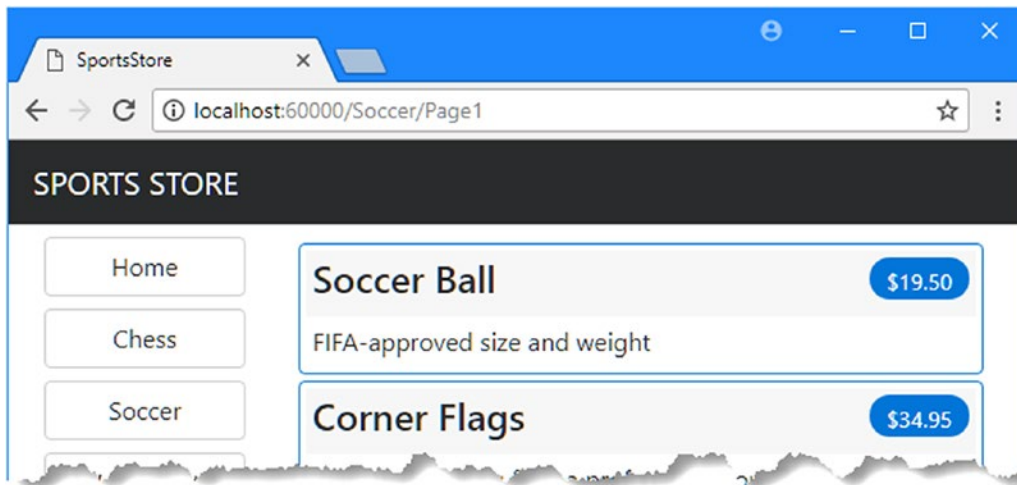 SportsStore
localhost:60000/Soccer/Page1
SPORTS STORE
Home
Chess
Soccer
Soccer Ball
$19.50
FIFA-approved size and weight
Corner Flags
$34.95